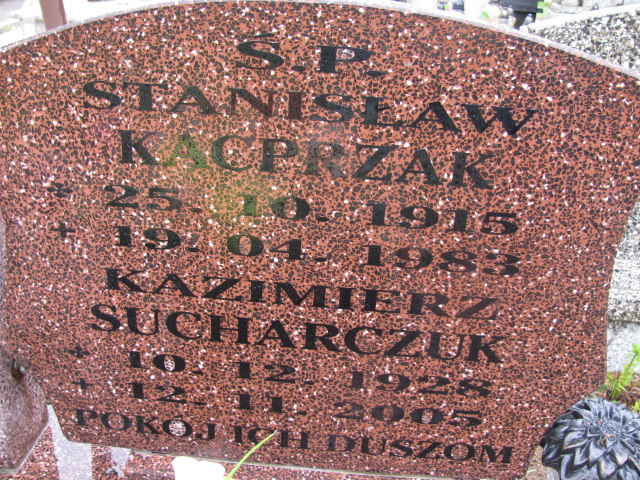 Ś.P.
STANISŁAW
KACPRZAK
* 25. 10. 1915
+ 19. 04. 1983
KAZIMIERZ
SUCHARCZUK
* 10. 12. 1928
+ 12. 11. 2005
POKÓJ ICH DUSZOM